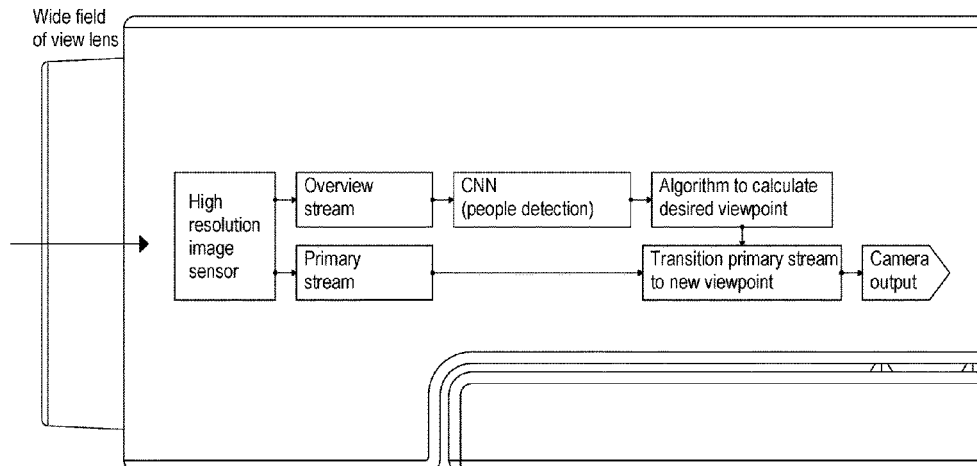 Wide field
of view lens
High
resolution
image
sensor
Overview
stream
CNN
(people detection)
Algorithm to calculate
desired viewpoint
Primary
stream
Transition primary stream
to new viewpoint
Camera
output